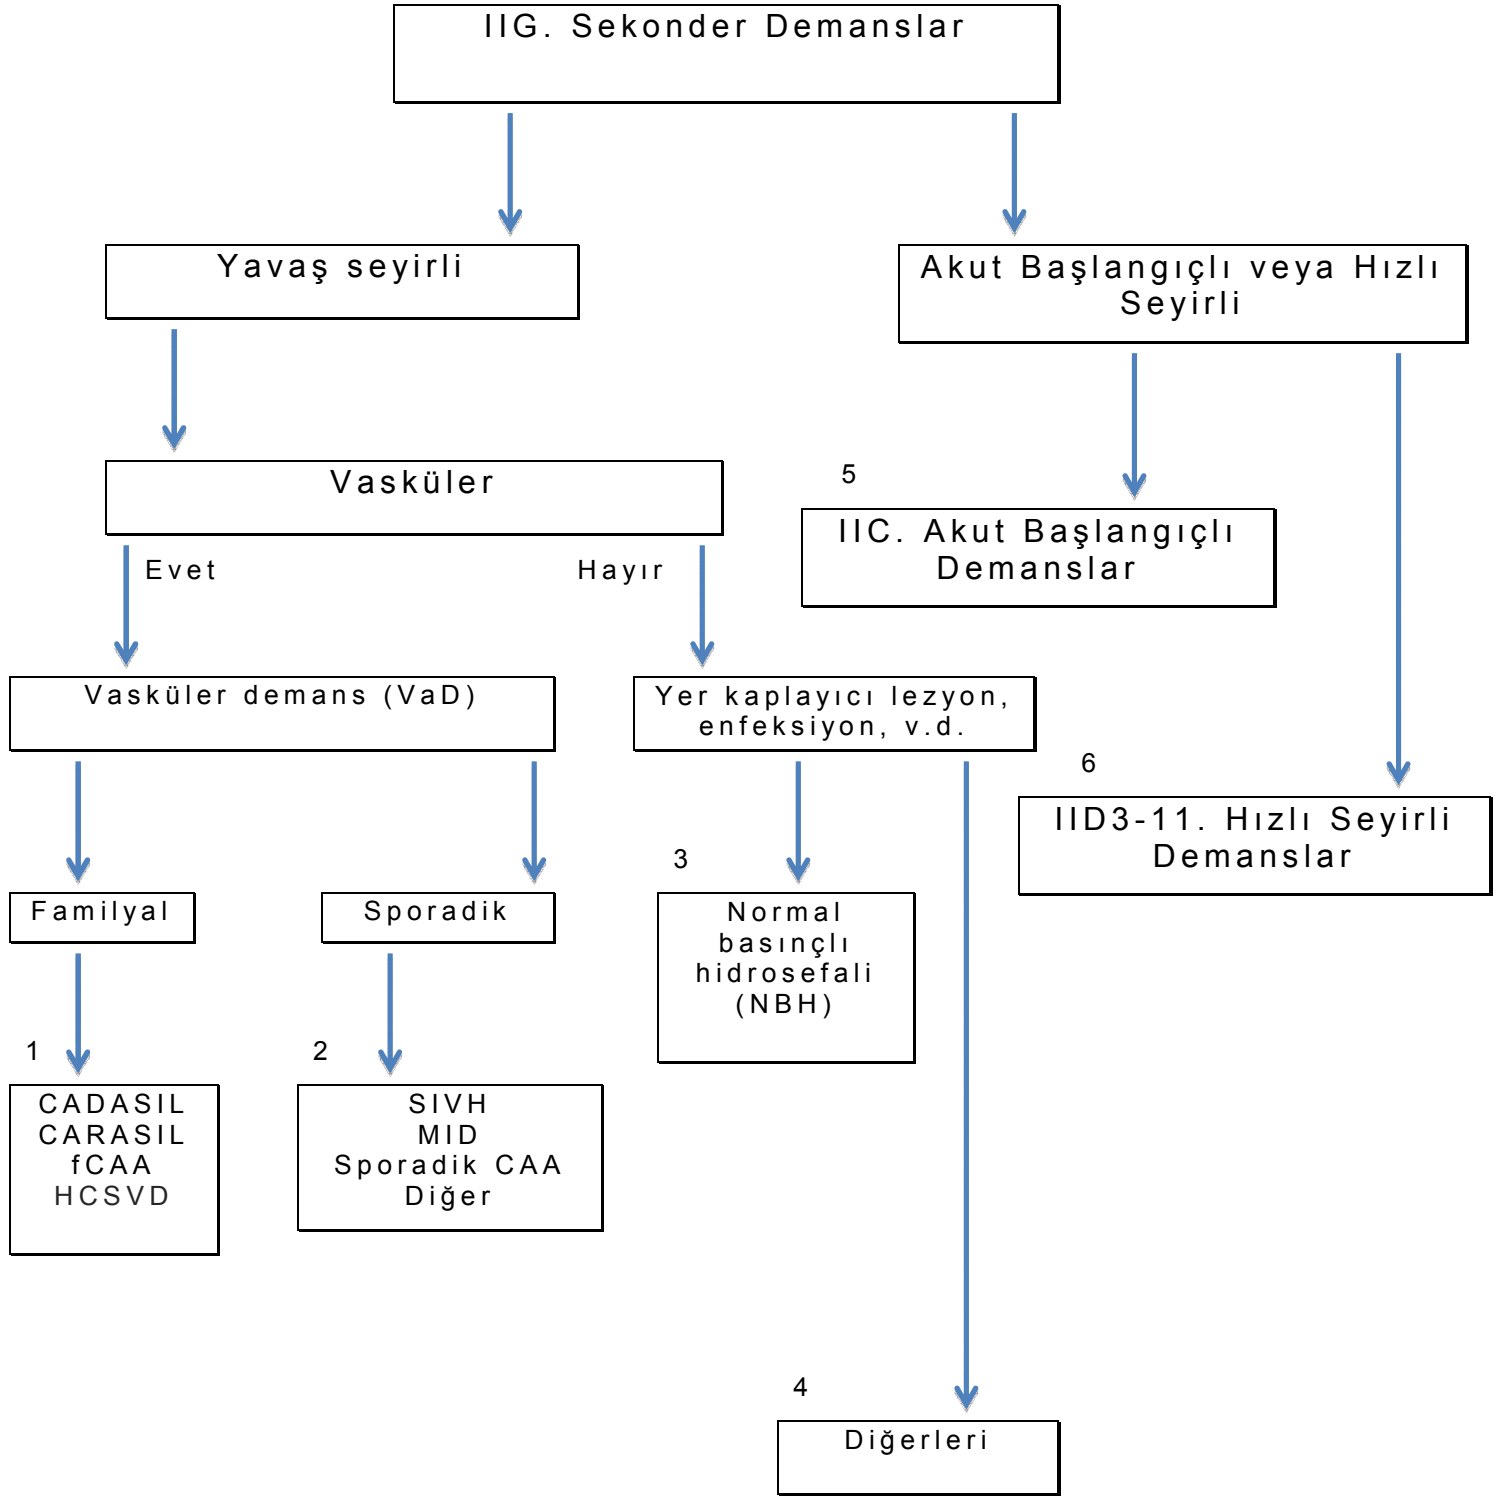 IIG. Sekonder Demanslar
Yavaş seyirli
Akut Başlangıçlı veya Hızlı
Seyirli
Vasküler
5
IIC. Akut Başlangıçlı
Demanslar
Evet
Hayır
Vasküler demans (VaD)
Yer kaplayıcı lezyon,
enfeksiyon, v.d.
6
IID3-11. Hızlı Seyirli
Demanslar
3
Familyal
Sporadik
Normal
basınçlı
hidrosefali
(NBH)
1
2
CADASIL
CARASIL
fCAA
HCSVD
SIVH
MID
Sporadik CAA
Diğer
4
Diğerleri